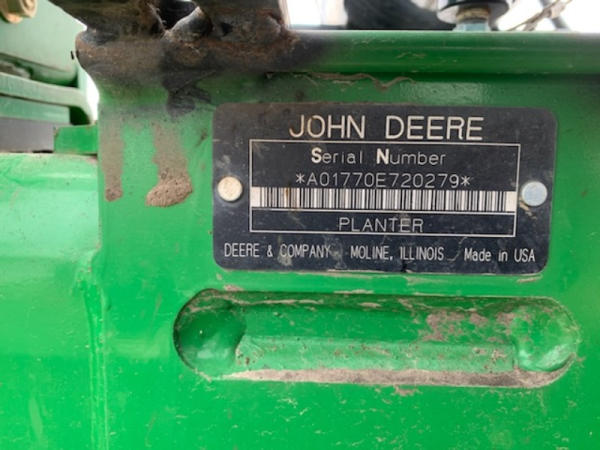 JOHN DEERE
Serial Number
*A01770E720279*
PLANTER
DEERE & COMPANY MOLINE, ILLINOIS Made in USA